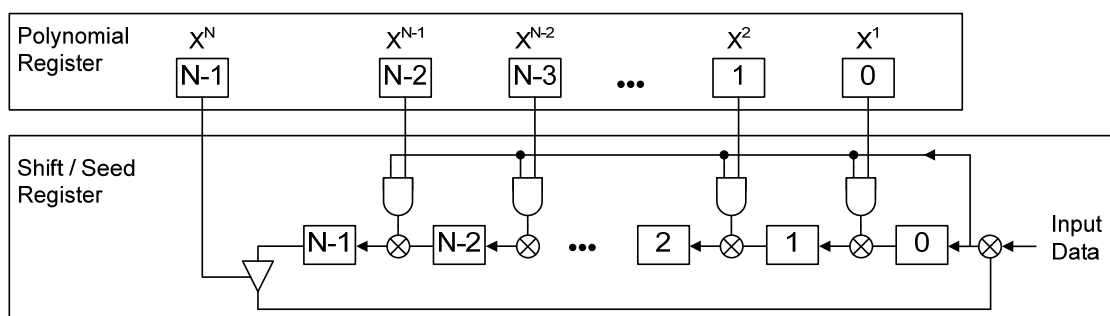 Polynomial
Register
X^N X^N-1 X^N-2 ••• X^2 X^1
N-1 N-2 N-3 1 0
Shift / Seed
Register
N-1 N-2 ••• 2 1 0
Input
Data